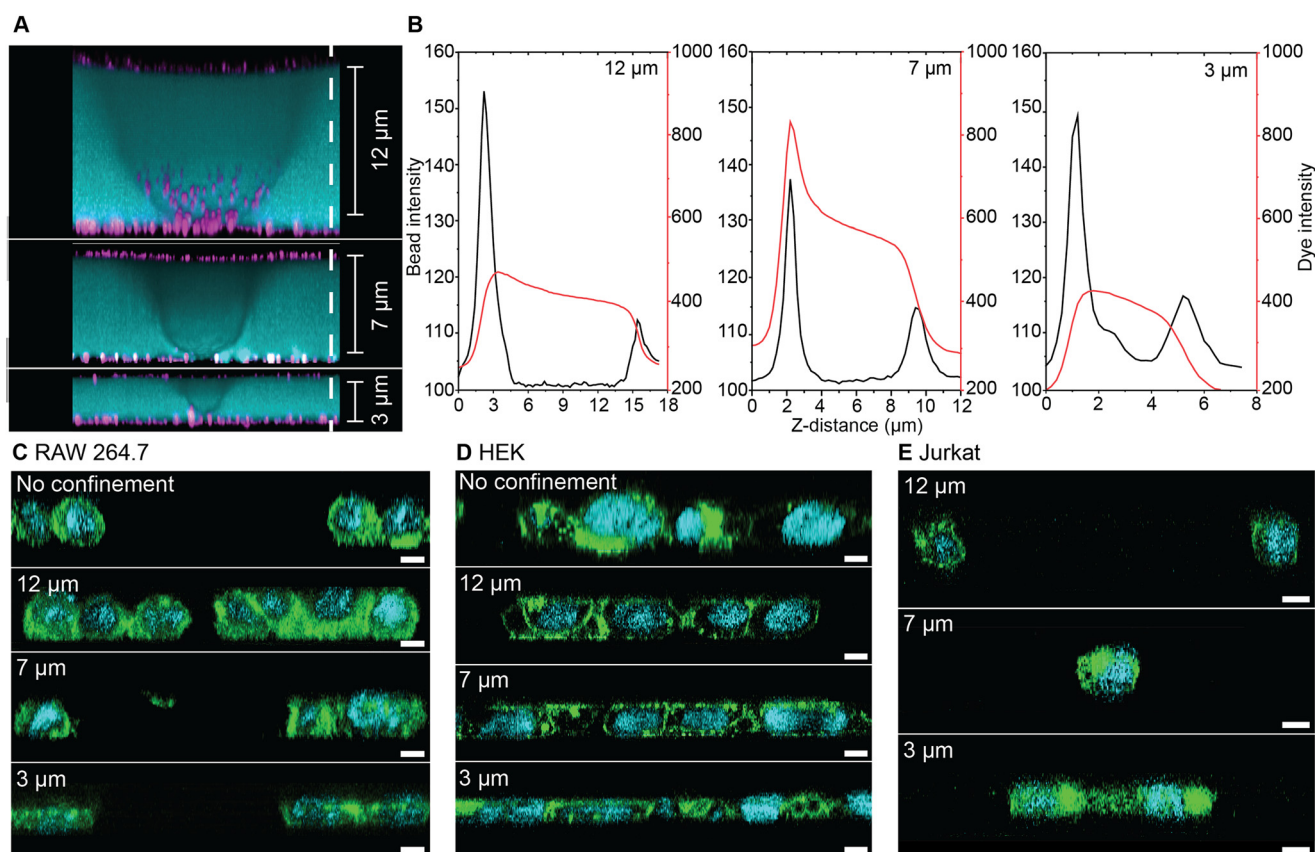 A
12 µm
7 µm
3 µm
B
160
150
140
130
120
110
100
Bead intensity
12 µm
1000
800
600
400
200
0 3 6 9 12 15 18
160
150
140
130
120
110
100
7 µm
1000
800
600
400
200
0 2 4 6 8 10 12
Z-distance (µm)
160
150
140
130
120
110
100
3 µm
1000
800
600
400
200
0 2 4 6 8
Dye intensity
C RAW 264.7
No confinement
12 µm
7 µm
3 µm
D HEK
No confinement
12 µm
7 µm
3 µm
E Jurkat
12 µm
7 µm
3 µm